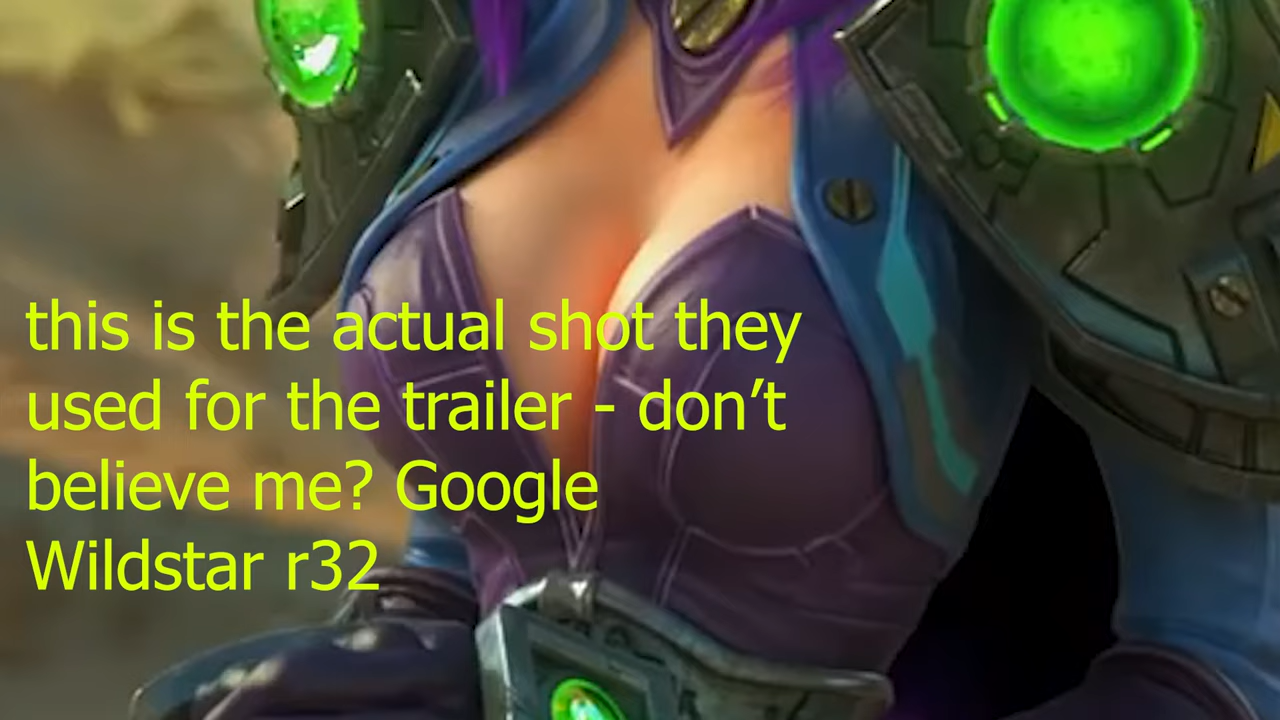 this is the actual shot they
used for the trailer - don’t
believe me? Google
Wildstar r32